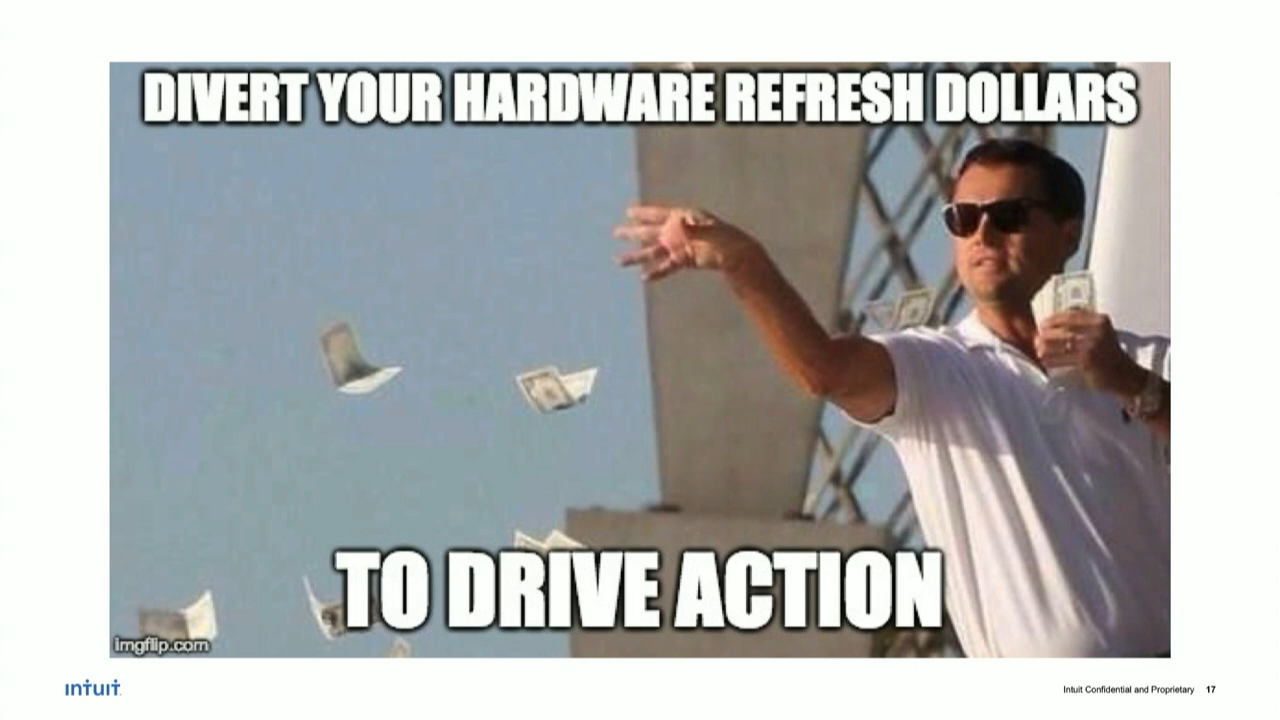 DIVERT YOUR HARDWARE REFRESH DOLLARS
TO DRIVE ACTION
imgflip.com
intuit
Intuit Confidential and Proprietary 17